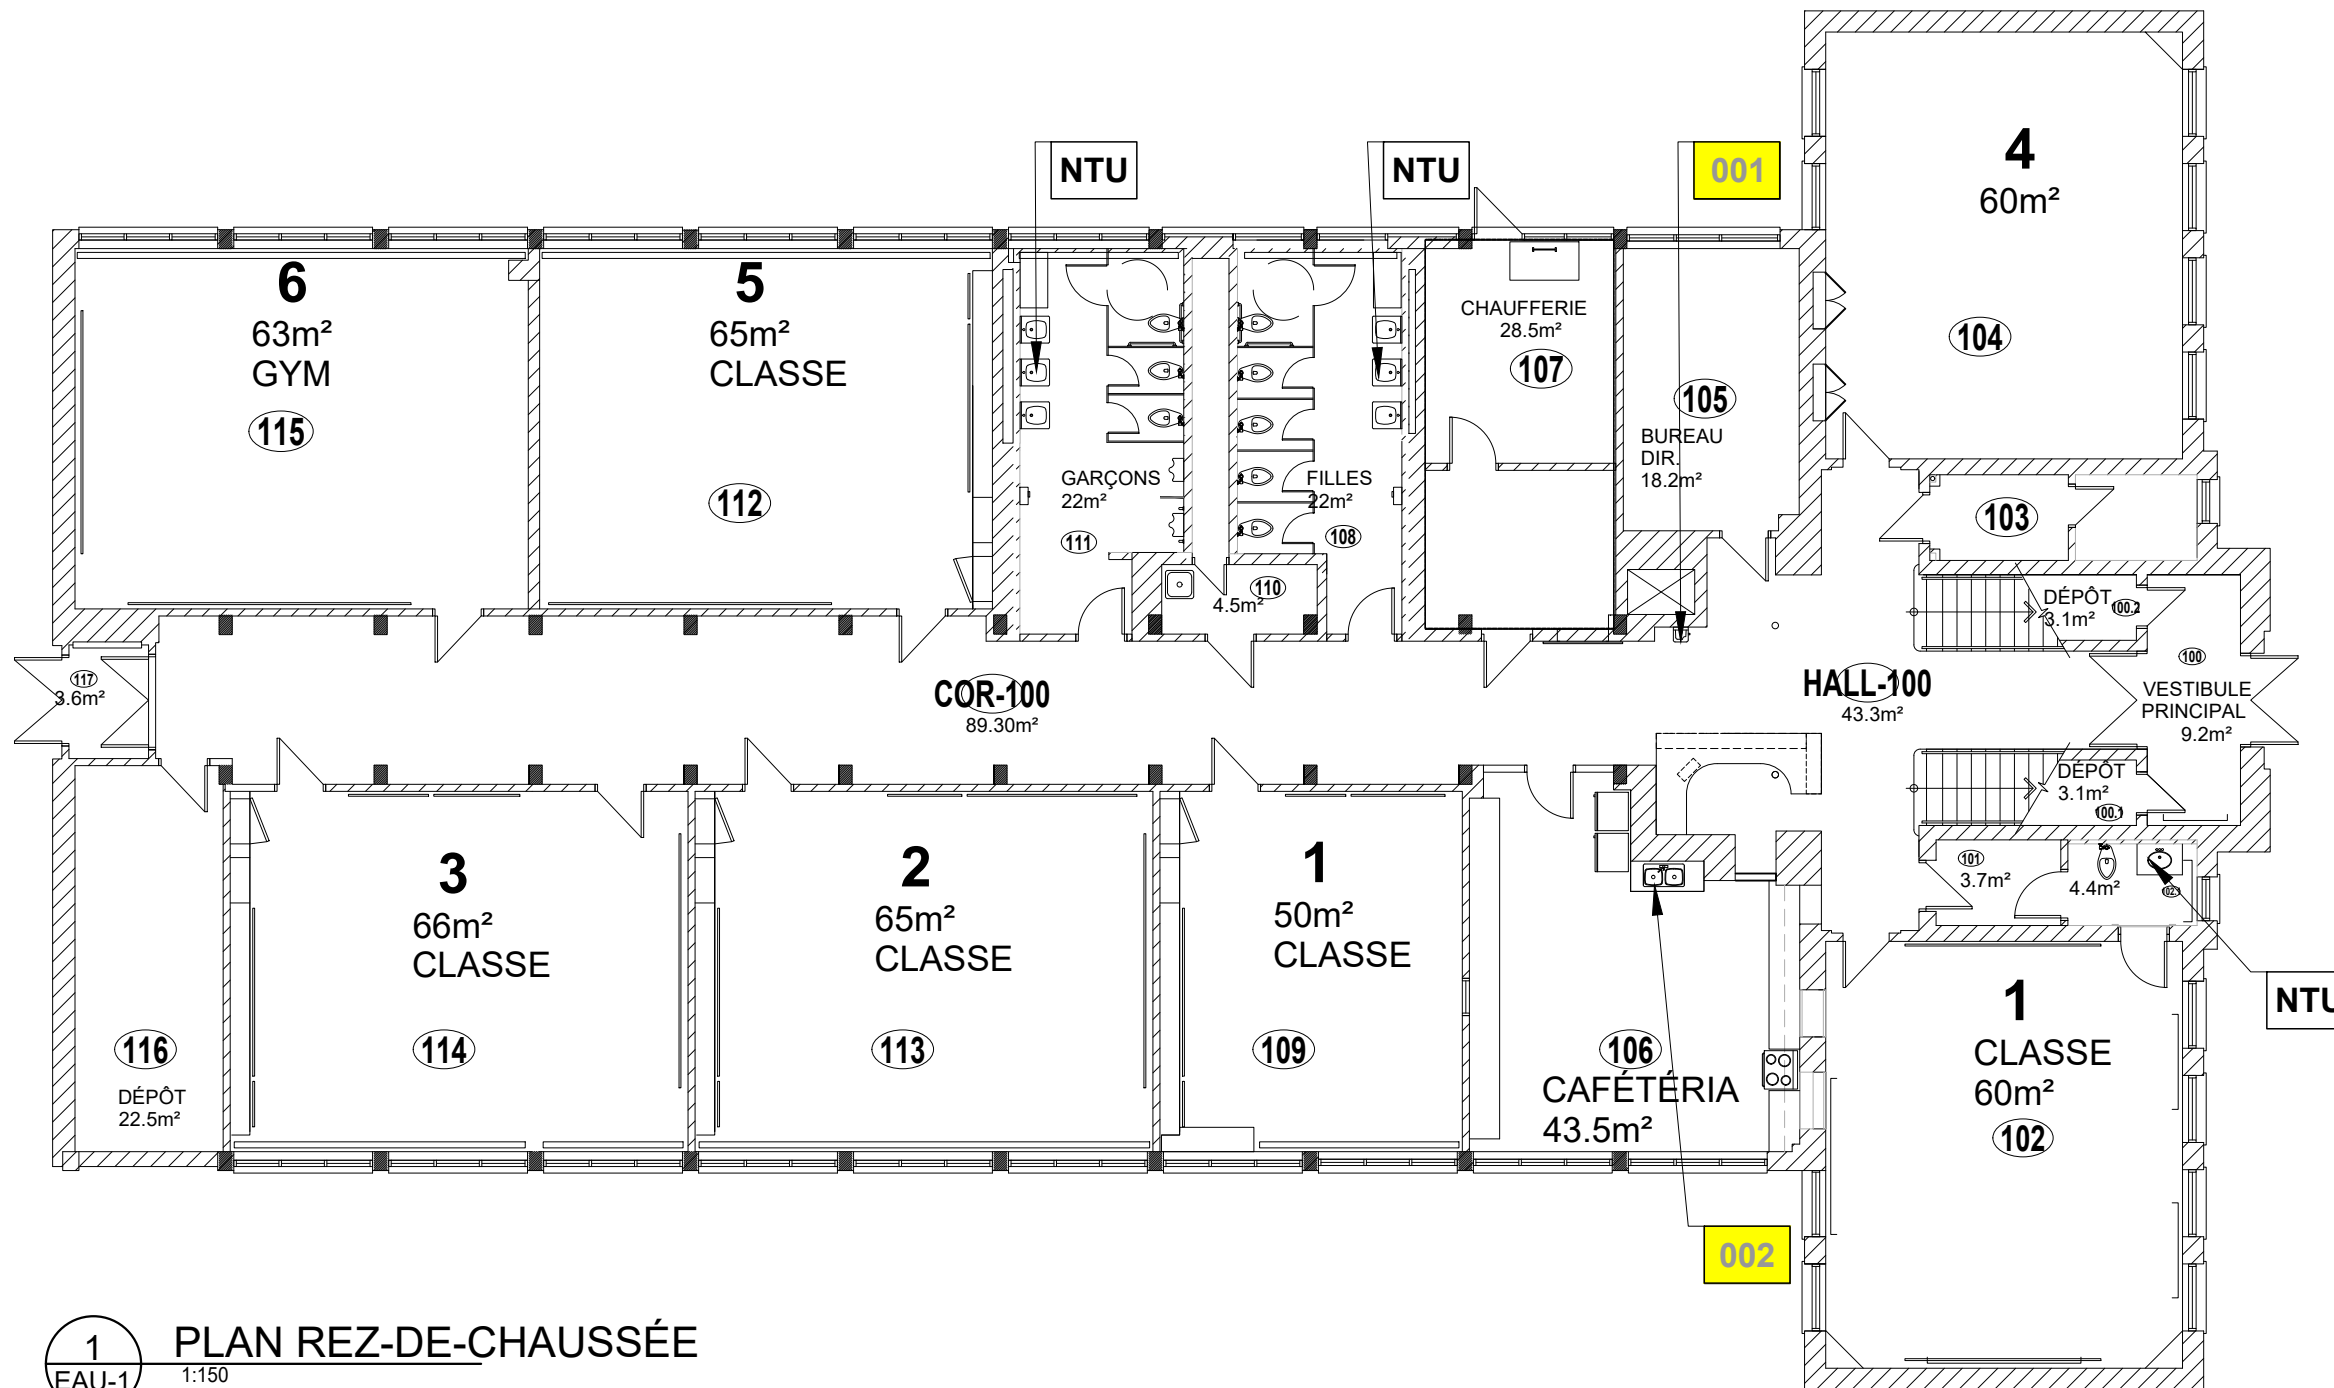 NTU
NTU
001
4
60m²
104
6
63m²
GYM
115
5
65m²
CLASSE
112
GARÇONS
22m²
111
FILLES
22m²
108
110
4.5m²
CHAUFFERIE
28.5m²
107
105
BUREAU
DIR.
18.2m²
103
DÉPÔT
100.2
3.1m²
117
3.6m²
COR-100
89.30m²
HALL-100
43.3m²
100
VESTIBULE
PRINCIPAL
9.2m²
DÉPÔT
3.1m²
100.1
101
3.7m²
4.4m²
NTU
116
DÉPÔT
22.5m²
3
66m²
CLASSE
114
2
65m²
CLASSE
113
1
50m²
CLASSE
109
106
CAFÉTÉRIA
43.5m²
1
CLASSE
60m²
102
002
1
EAU-1
PLAN REZ-DE-CHAUSSÉE
1:150